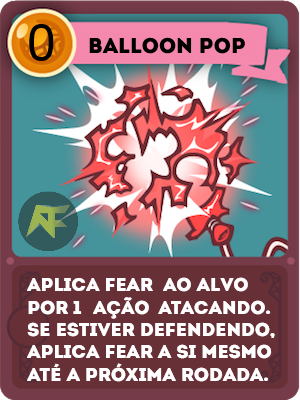 0
BALLOON POP
AF
APLICA FEAR AO ALVO
POR 1 AÇÃO ATACANDO.
SE ESTIVER DEFENDENDO,
APLICA FEAR A SI MESMO
ATÉ A PRÓXIMA RODADA.